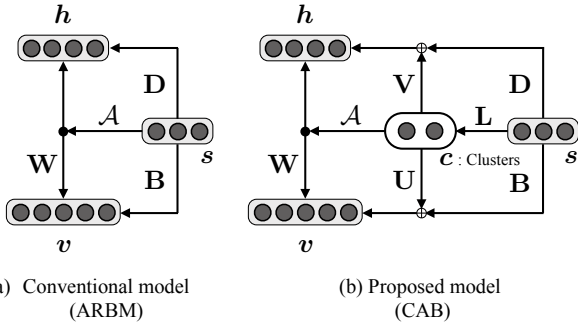 h
h
D
V
D
𝒜
𝒜
L
s
s
W
W
c : Clusters
B
U
B
v
v
a) Conventional model
(ARBM)
(b) Proposed model
(CAB)